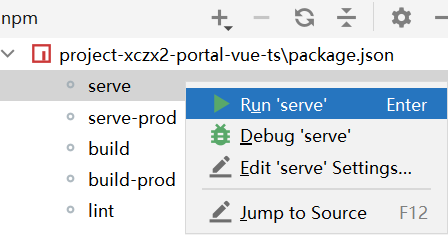 npm
project-xczx2-portal-vue-ts\package.json
serve
Run 'serve' Enter
serve-prod
Debug 'serve'
build
Edit 'serve' Settings...
build-prod
lint
Jump to Source F12